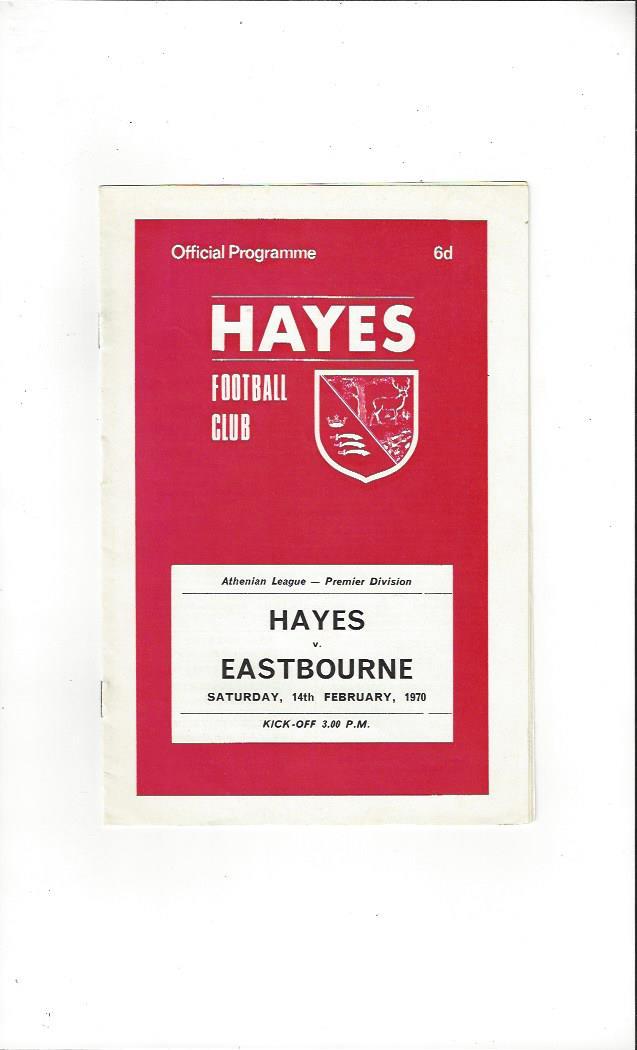 Official Programme 6d
HAYES
FOOTBALL
CLUB
Athenian League — Premier Division
HAYES
v.
EASTBOURNE
SATURDAY, 14th FEBRUARY, 1970
KICK-OFF 3.00 P.M.